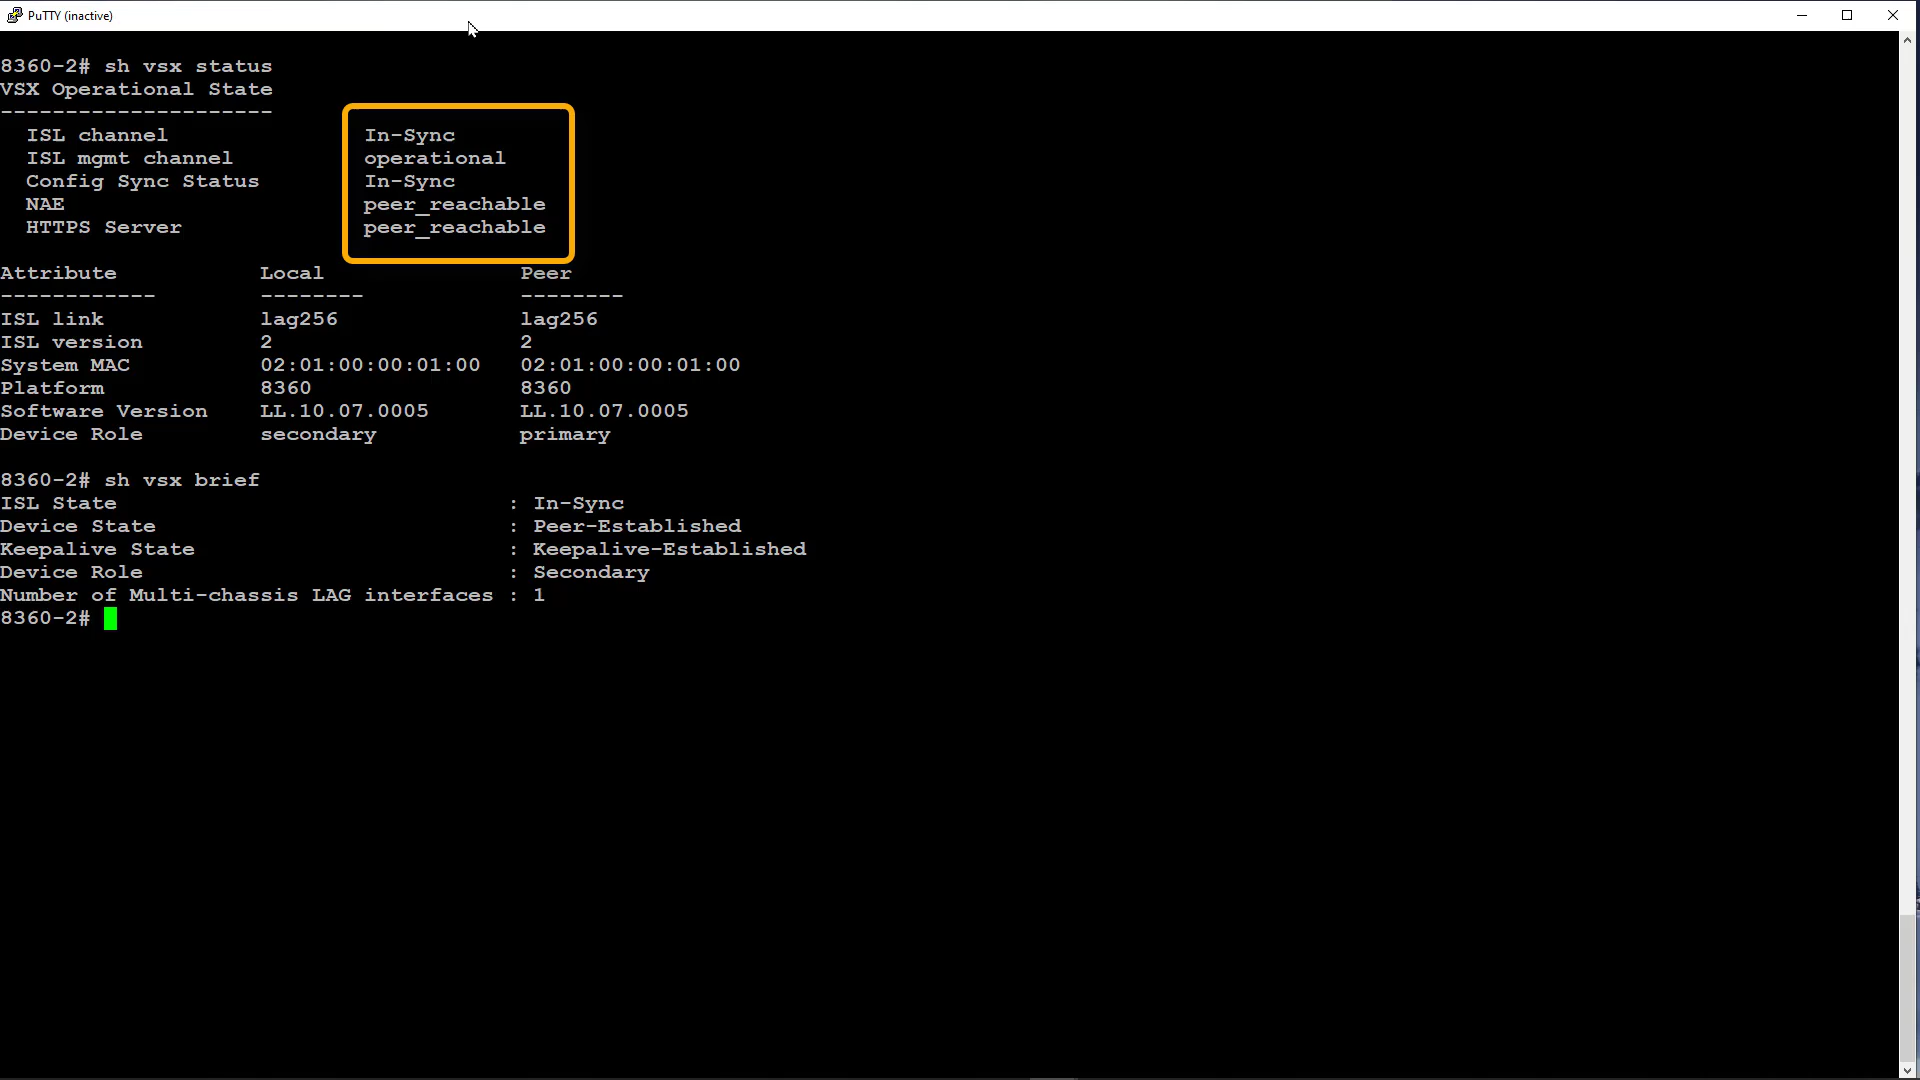 PuTTY (inactive)
8360-2# sh vsx status
VSX Operational State
---------------------
  ISL channel               In-Sync
  ISL mgmt channel          operational
  Config Sync Status        In-Sync
  NAE                       peer_reachable
  HTTPS Server              peer_reachable
Attribute           Local               Peer
------------        --------            --------
ISL link            lag256              lag256
ISL version         2                   2
System MAC          02:01:00:00:01:00   02:01:00:00:01:00
Platform            8360                8360
Software Version    LL.10.07.0005       LL.10.07.0005
Device Role         secondary           primary
8360-2# sh vsx brief
ISL State                              : In-Sync
Device State                           : Peer-Established
Keepalive State                        : Keepalive-Established
Device Role                            : Secondary
Number of Multi-chassis LAG interfaces : 1
8360-2#